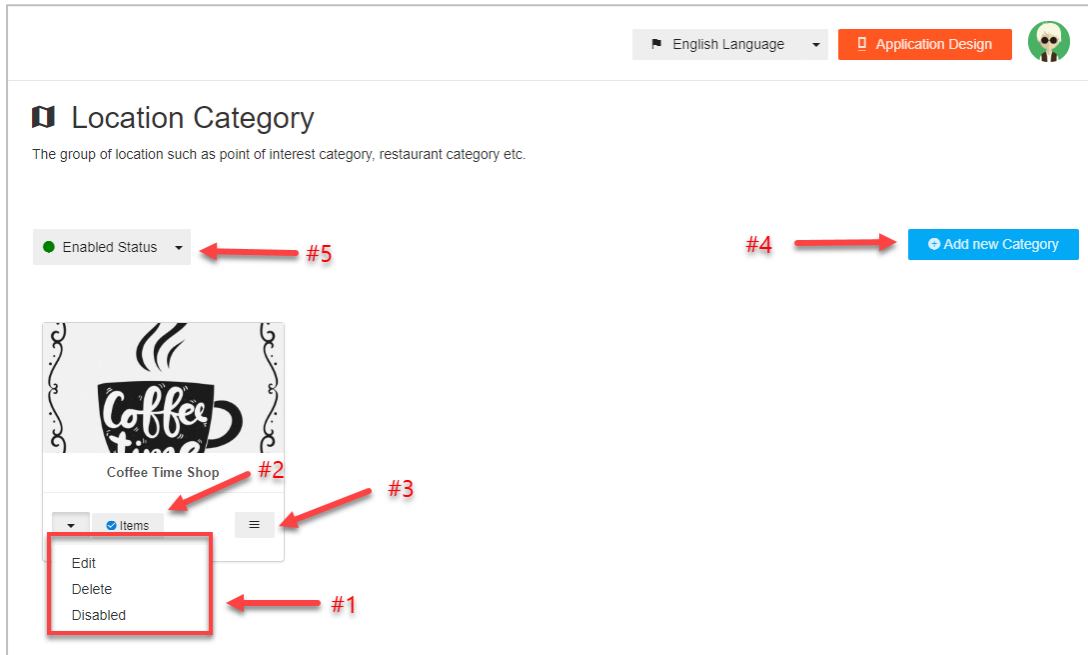 English Language
Application Design
Location Category
The group of location such as point of interest category, restaurant category etc.
Enabled Status
#5
#4
Add new Category
Coffee
time
Coffee Time Shop
#2
#3
Items
Edit
Delete
Disabled
#1